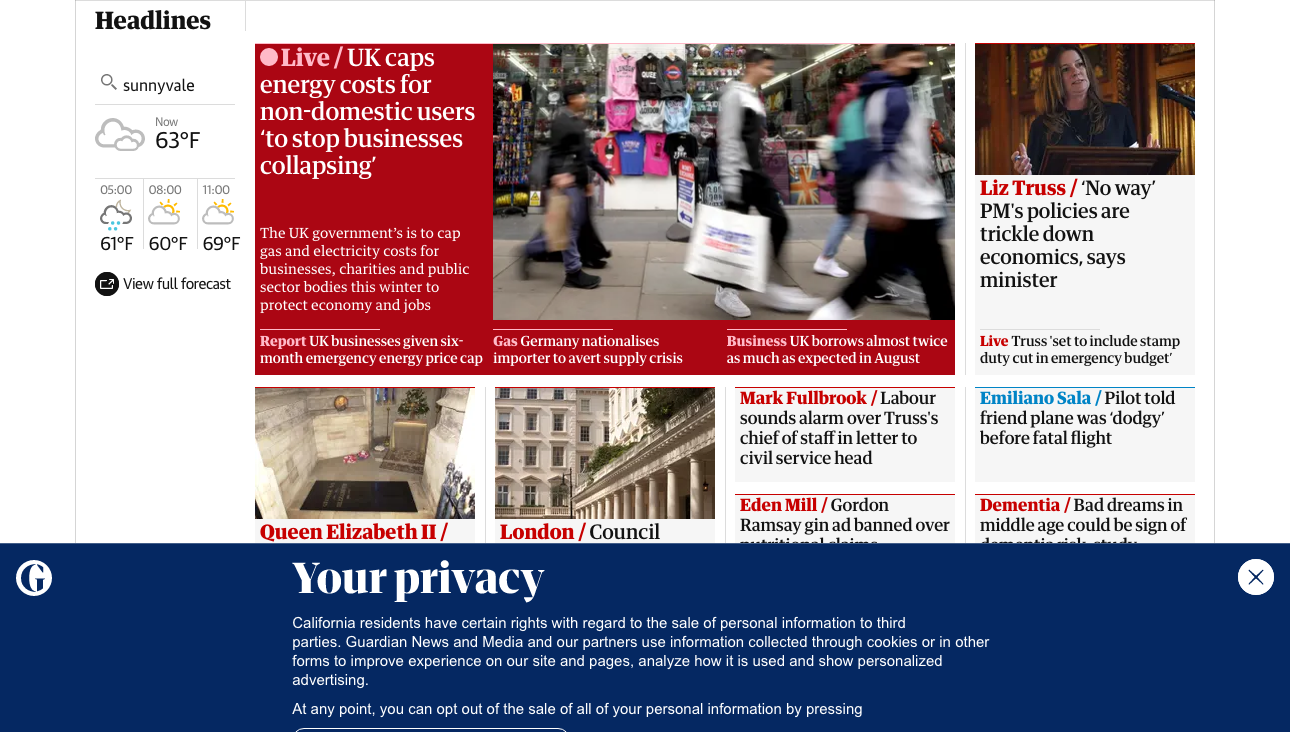 Headlines
sunnyvale
Now
63°F
05:00 08:00 11:00
61°F 60°F 69°F
View full forecast
Live / UK caps
energy costs for
non-domestic users
‘to stop businesses
collapsing’
The UK government’s is to cap
gas and electricity costs for
businesses, charities and public
sector bodies this winter to
protect economy and jobs
Report UK businesses given six-
month emergency energy price cap
Gas Germany nationalises
importer to avert supply crisis
Business UK borrows almost twice
as much as expected in August
Liz Truss / ‘No way’
PM's policies are
trickle down
economics, says
minister
Live Truss 'set to include stamp
duty cut in emergency budget’
Queen Elizabeth II /
London / Council
Mark Fullbrook / Labour
sounds alarm over Truss's
chief of staff in letter to
civil service head
Emiliano Sala / Pilot told
friend plane was ‘dodgy’
before fatal flight
Eden Mill / Gordon
Ramsay gin ad banned over
nutritional claims
Dementia / Bad dreams in
middle age could be sign of
dementia risk, study
Your privacy
California residents have certain rights with regard to the sale of personal information to third
parties. Guardian News and Media and our partners use information collected through cookies or in other
forms to improve experience on our site and pages, analyze how it is used and show personalized
advertising.
At any point, you can opt out of the sale of all of your personal information by pressing